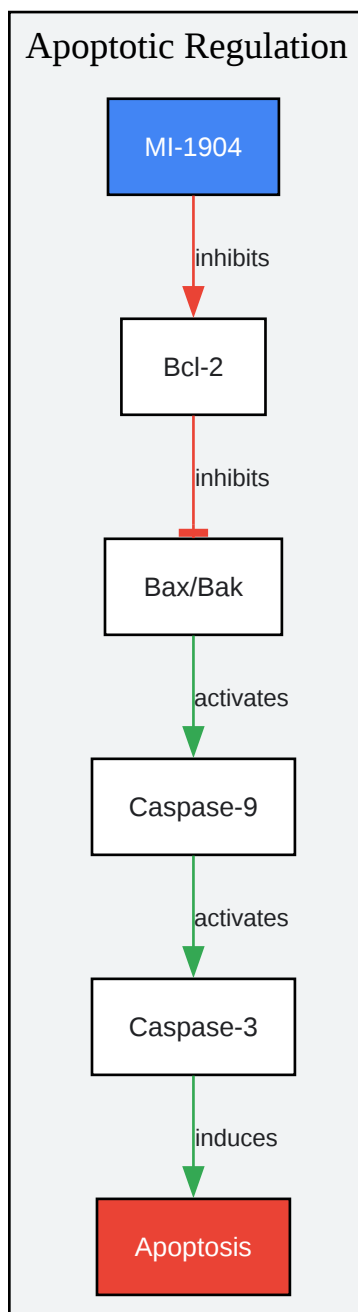 Apoptotic Regulation
MI-1904
inhibits
Bcl-2
inhibits
Bax/Bak
activates
Caspase-9
activates
Caspase-3
induces
Apoptosis